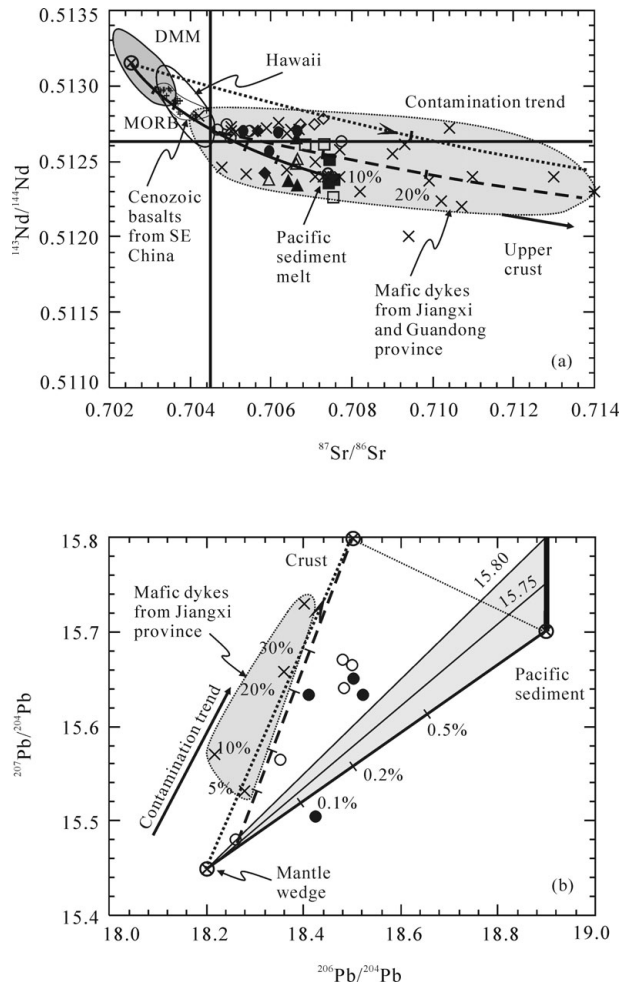 0.5135
0.5130
0.5125
0.5120
0.5115
0.5110
¹⁴³Nd/¹⁴⁴Nd
DMM
Hawaii
MORB
Contamination trend
10%
20%
Cenozoic
basalts
from SE
China
Pacific
sediment
melt
Upper
crust
Mafic dykes
from Jiangxi
and Guandong
province
(a)
0.702
0.704
0.706
0.708
0.710
0.712
0.714
⁸⁷Sr/⁸⁶Sr
15.8
15.7
15.6
15.5
15.4
²⁰⁷Pb/²⁰⁴Pb
Crust
15.80
15.75
Mafic dykes
from Jiangxi
province
30%
20%
10%
5%
Contamination trend
Pacific
sediment
0.5%
0.2%
0.1%
Mantle
wedge
(b)
18.0
18.2
18.4
18.6
18.8
19.0
²⁰⁶Pb/²⁰⁴Pb